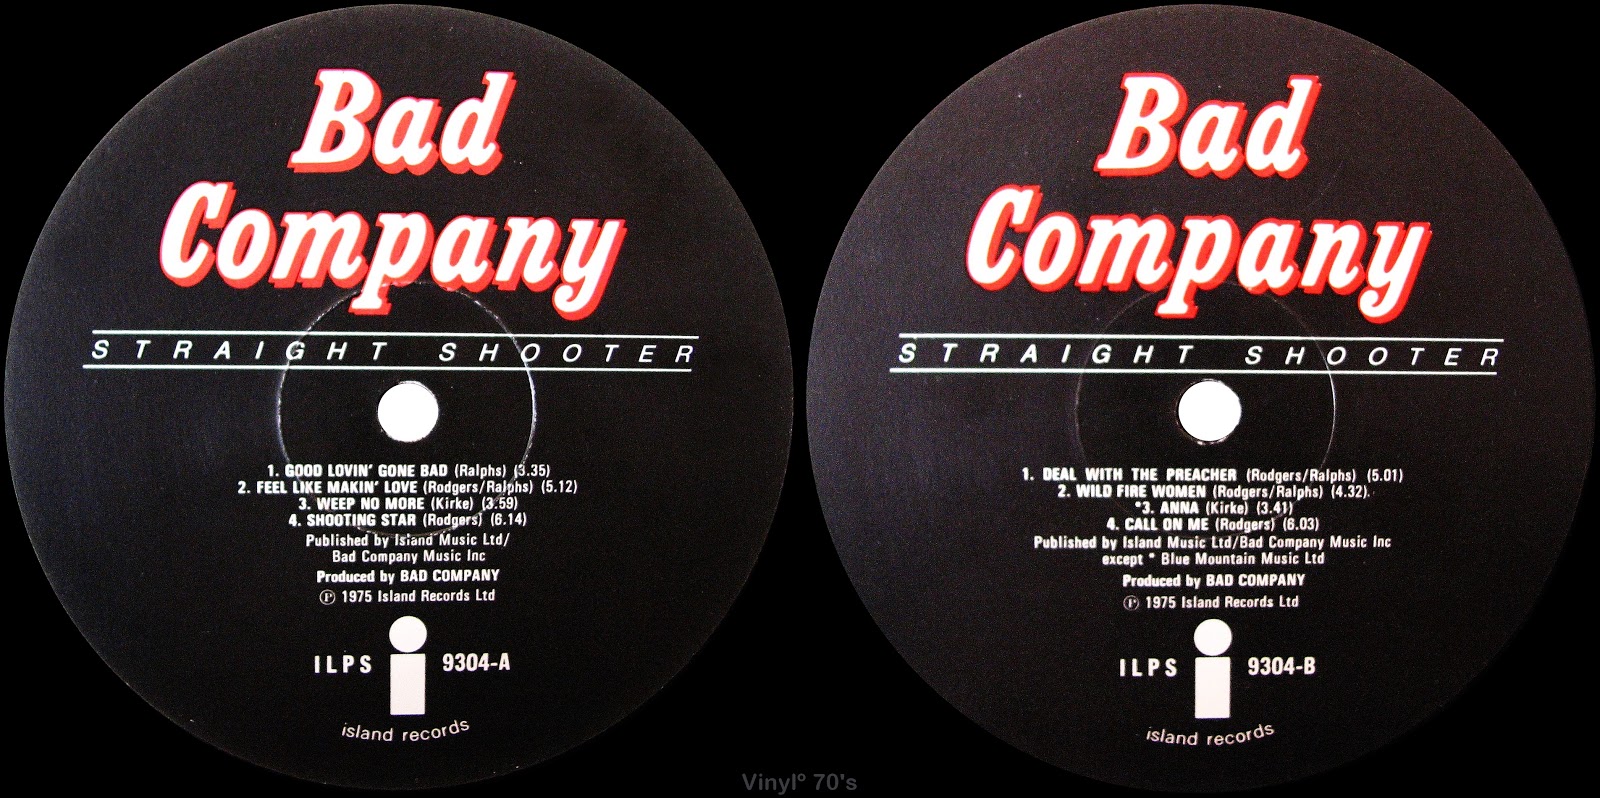 Bad
Company
STRAIGHT SHOOTER
1. GOOD LOVIN' GONE BAD (Ralphs) (3.35)
2. FEEL LIKE MAKIN' LOVE (Rodgers/Ralphs) (5.12)
3. WEEP NO MORE (Kirke) (3.59)
4. SHOOTING STAR (Rodgers) (6.14)
Published by Island Music Ltd/
Bad Company Music Inc
Produced by BAD COMPANY
℗ 1975 Island Records Ltd
ILPS i 9304-A
island records
Bad
Company
STRAIGHT SHOOTER
1. DEAL WITH THE PREACHER (Rodgers/Ralphs) (5.01)
2. WILD FIRE WOMEN (Rodgers/Ralphs) (4.32).
*3. ANNA (Kirke) (3.41)
4. CALL ON ME (Rodgers) (6.03)
Published by Island Music Ltd/Bad Company Music Inc
except * Blue Mountain Music Ltd
Produced by BAD COMPANY
℗ 1975 Island Records Ltd
ILPS i 9304-B
island records
Vinylº 70's